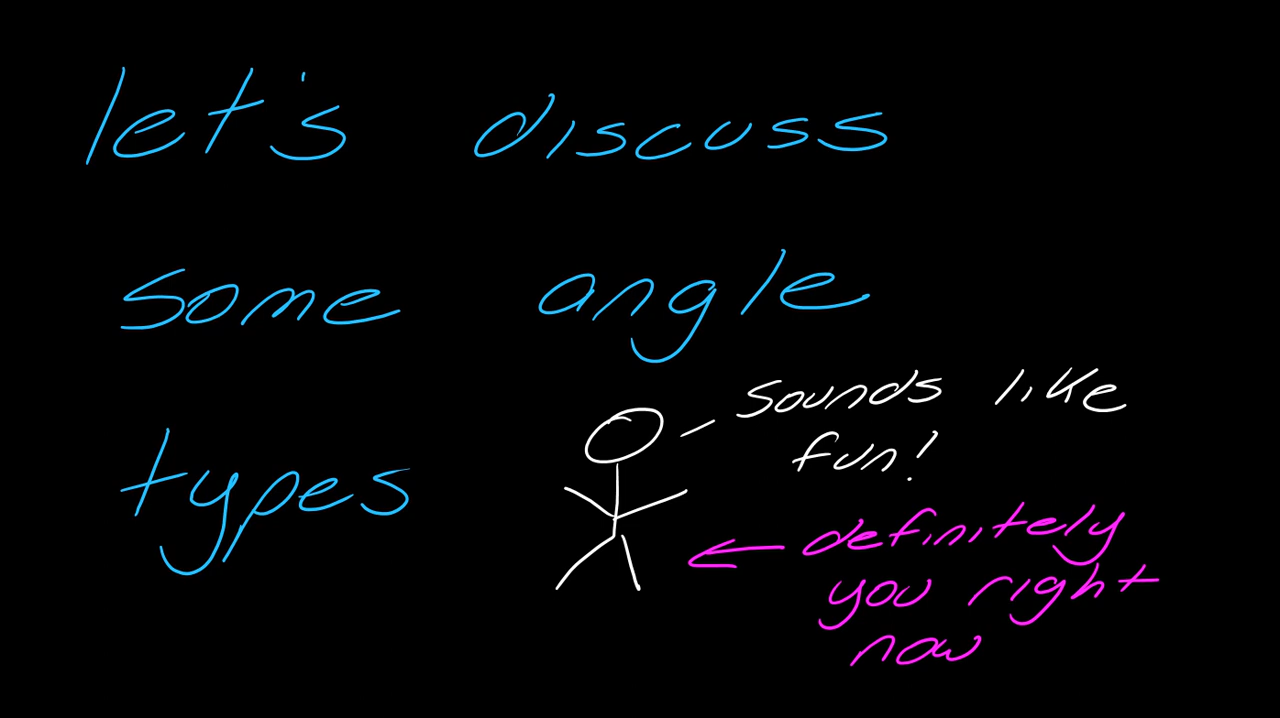 let's discuss
some angle
types
sounds like
fun!
definitely
you right
now